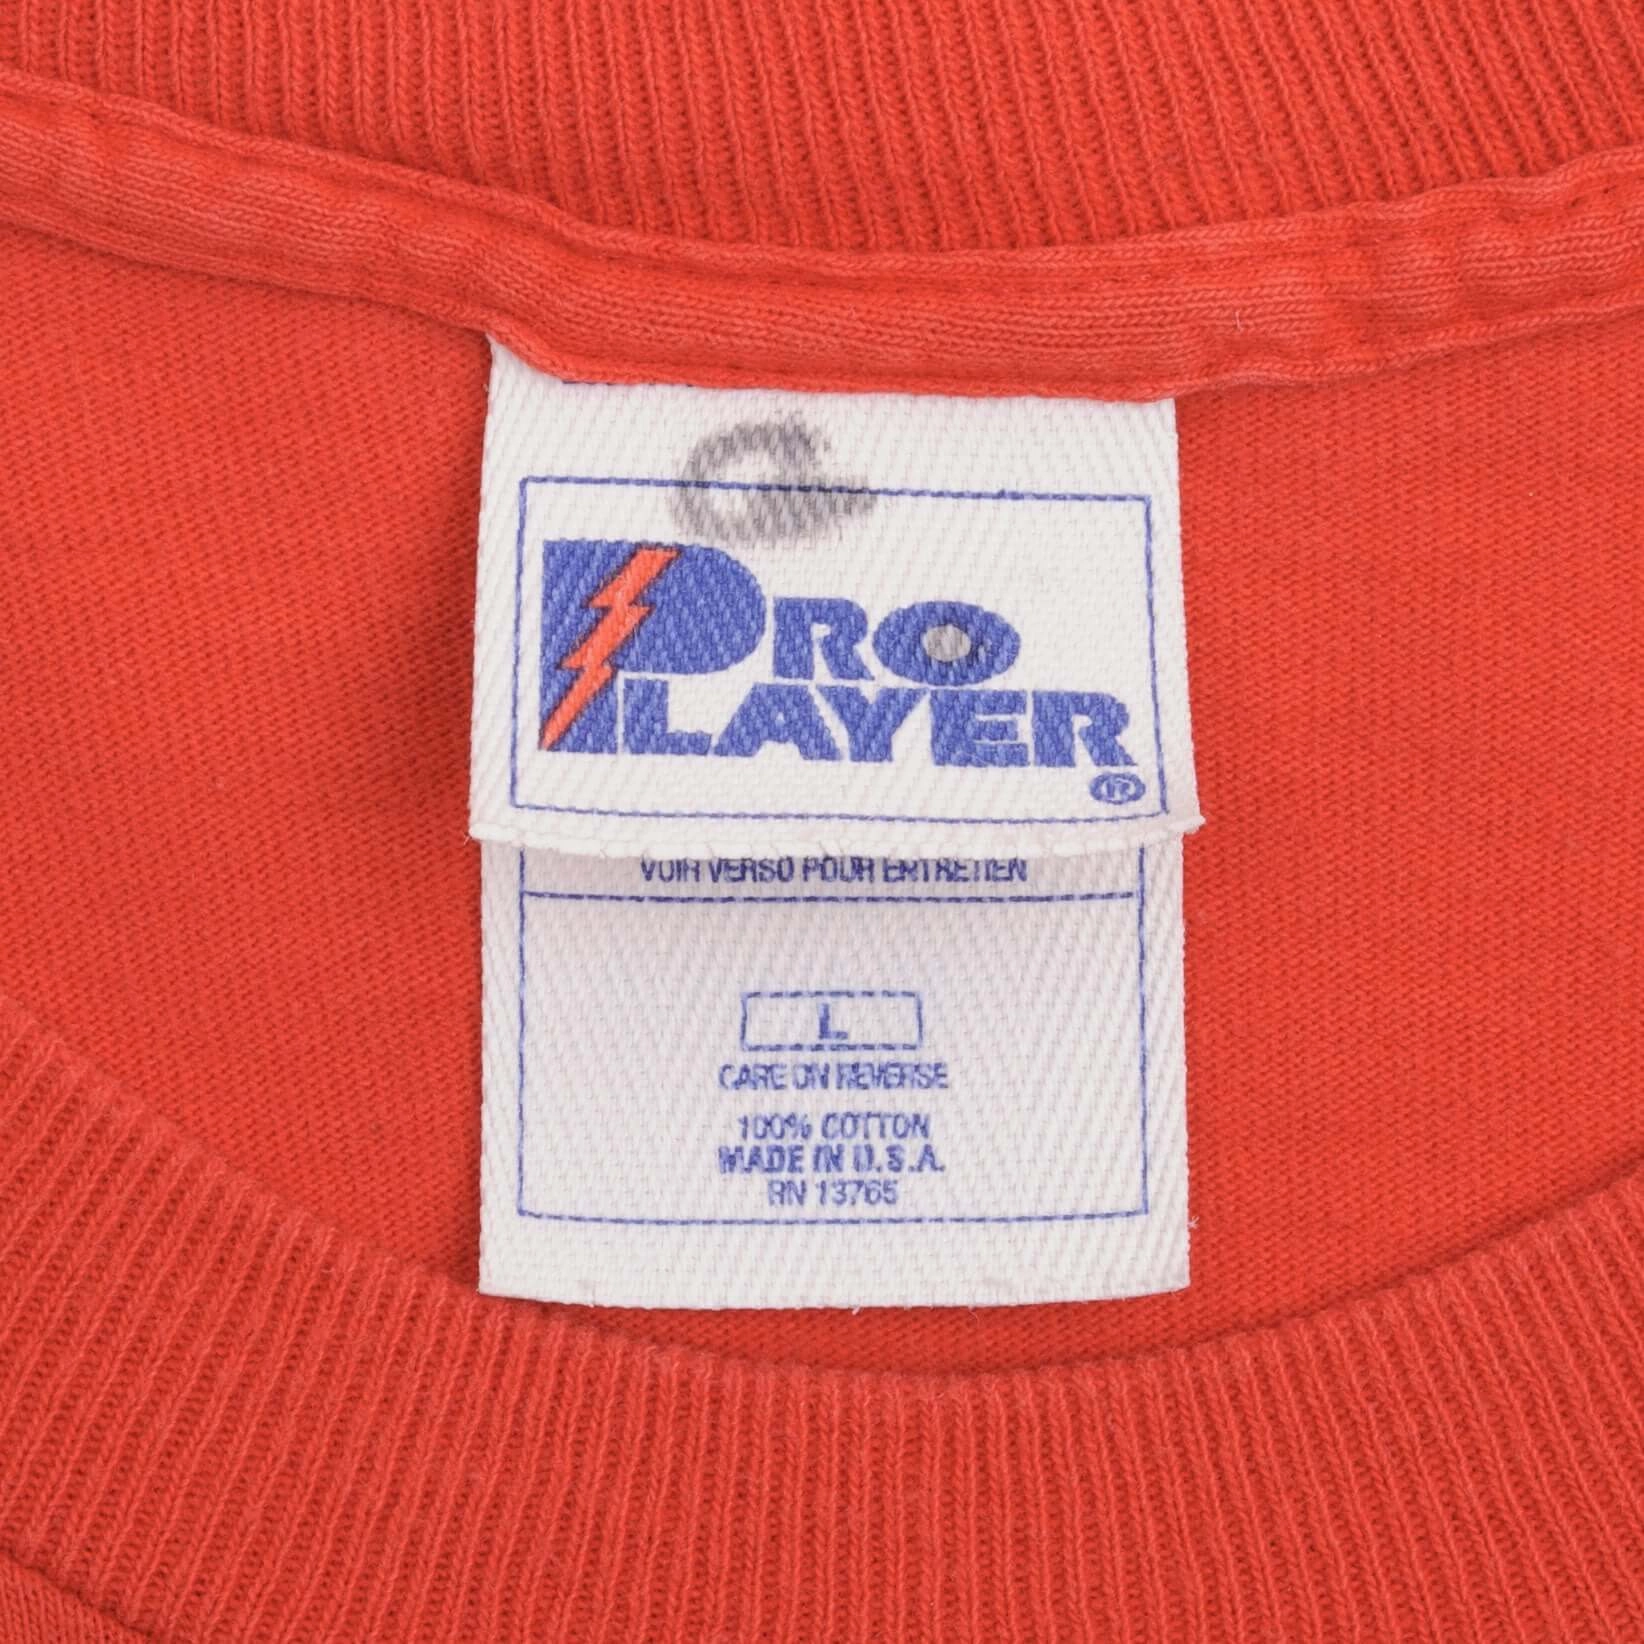 PRO
PLAYER
®
VOIR VERSO POUR ENTRETIEN
L
CARE ON REVERSE
100% COTTON
MADE IN U.S.A.
RN 13765